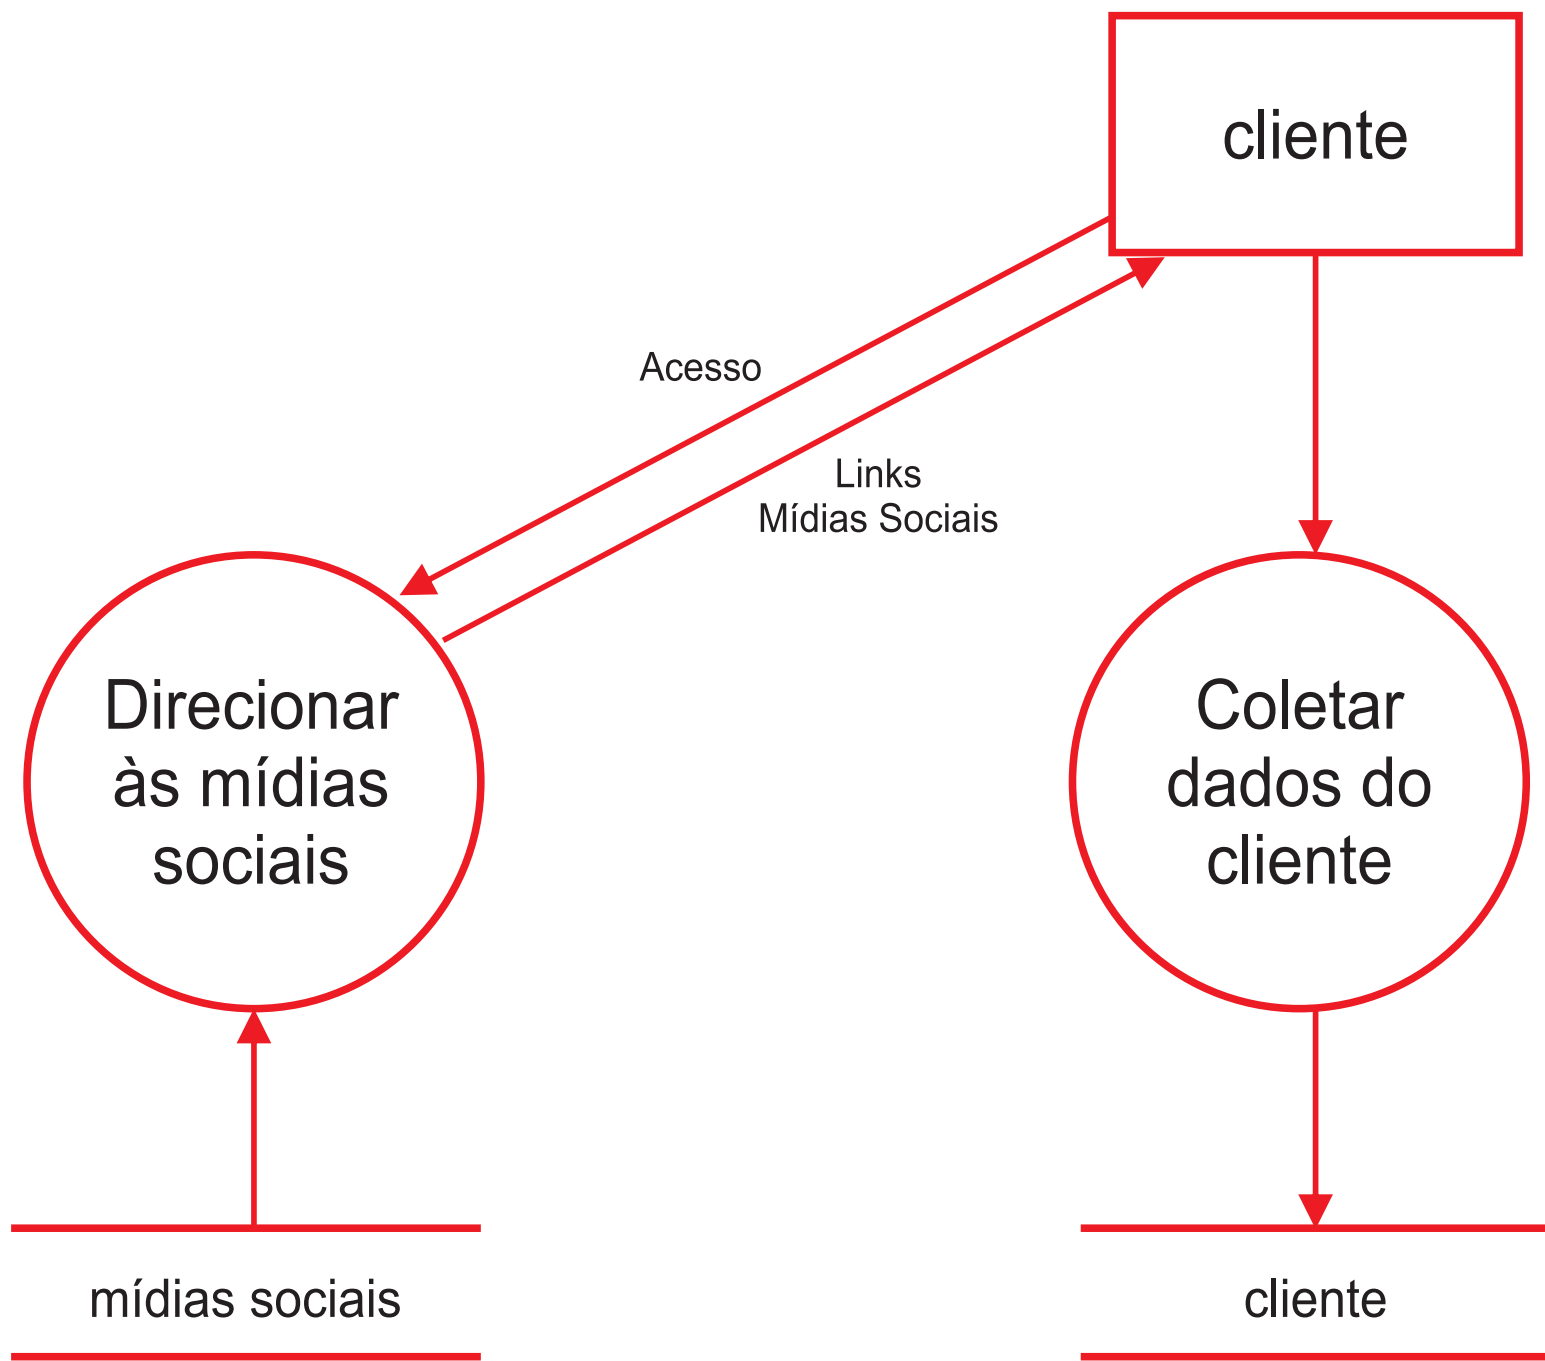 cliente
Acesso
Links
Mídias Sociais
Direcionar
às mídias
sociais
Coletar
dados do
cliente
mídias sociais
cliente